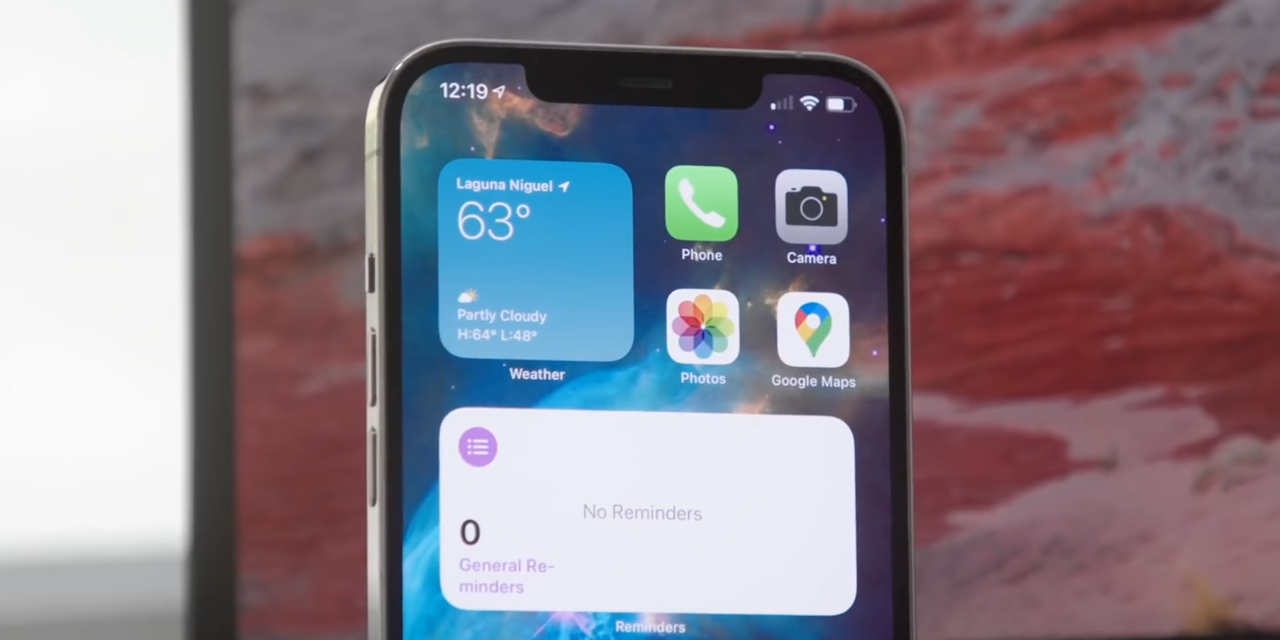 12:19
Laguna Niguel
63°
Partly Cloudy
H:64° L:48°
Weather
Phone
Camera
Photos
Google Maps
No Reminders
0
General Re-
minders
Reminders